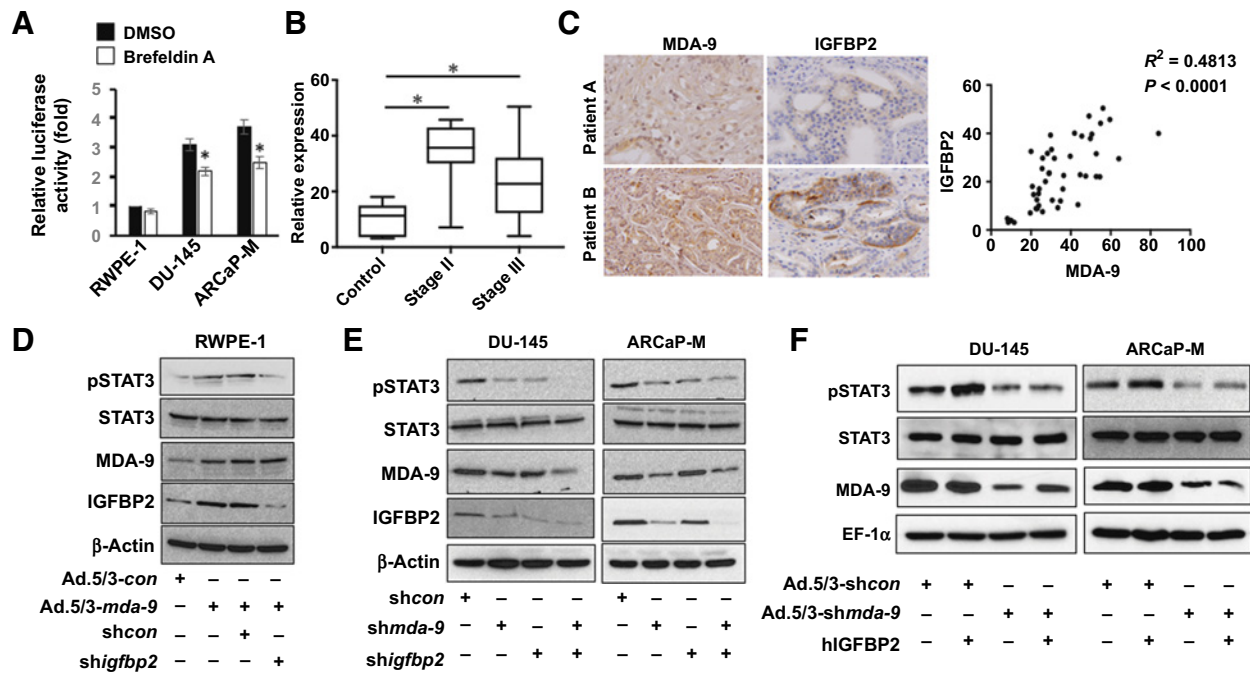 A
DMSO
Brefeldin A
Relative luciferase
activity (fold)
5
4
3
2
1
0
*
*
RWPE-1
DU-145
ARCaP-M
B
Relative expression
60
40
20
0
*
*
Control
Stage II
Stage III
C
MDA-9
IGFBP2
Patient A
Patient B
R² = 0.4813
P < 0.0001
IGFBP2
60
40
20
0
0 20 40 60 80 100
MDA-9
D
RWPE-1
pSTAT3
STAT3
MDA-9
IGFBP2
β-Actin
Ad.5/3-con + – – –
Ad.5/3-mda-9 – + + +
shcon – – + –
shigfbp2 – – – +
E
DU-145 ARCaP-M
pSTAT3
STAT3
MDA-9
IGFBP2
β-Actin
shcon + – – – + – – –
shmda-9 – + – + – + – +
shigfbp2 – – + + – – + +
F
DU-145 ARCaP-M
pSTAT3
STAT3
MDA-9
EF-1α
Ad.5/3-shcon + + – – + + – –
Ad.5/3-shmda-9 – – + + – – + +
hIGFBP2 – + – + – + – +